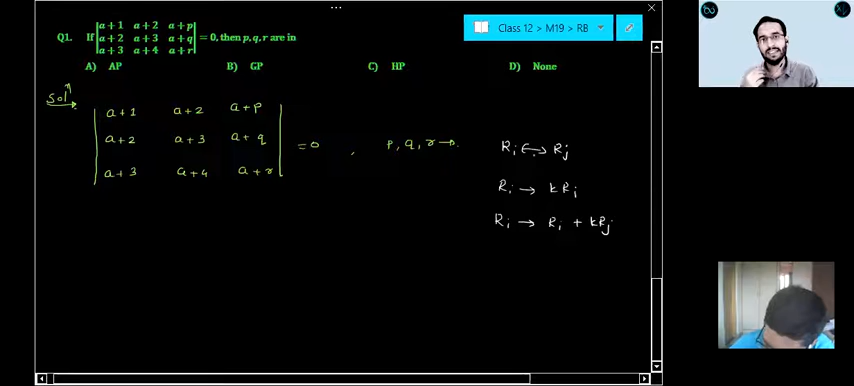 Class 12 > M19 > RB
Q1. If |a+1 a+2 a+p|
|a+2 a+3 a+q| = 0, then p, q, r are in
|a+3 a+4 a+r|
A) AP B) GP C) HP D) None
Solⁿ
a+1 a+2 a+p
a+2 a+3 a+q = 0 , p, q, r →
a+3 a+4 a+r
Ri ↔ Rj
Ri → kRi
Ri → Ri + kRj